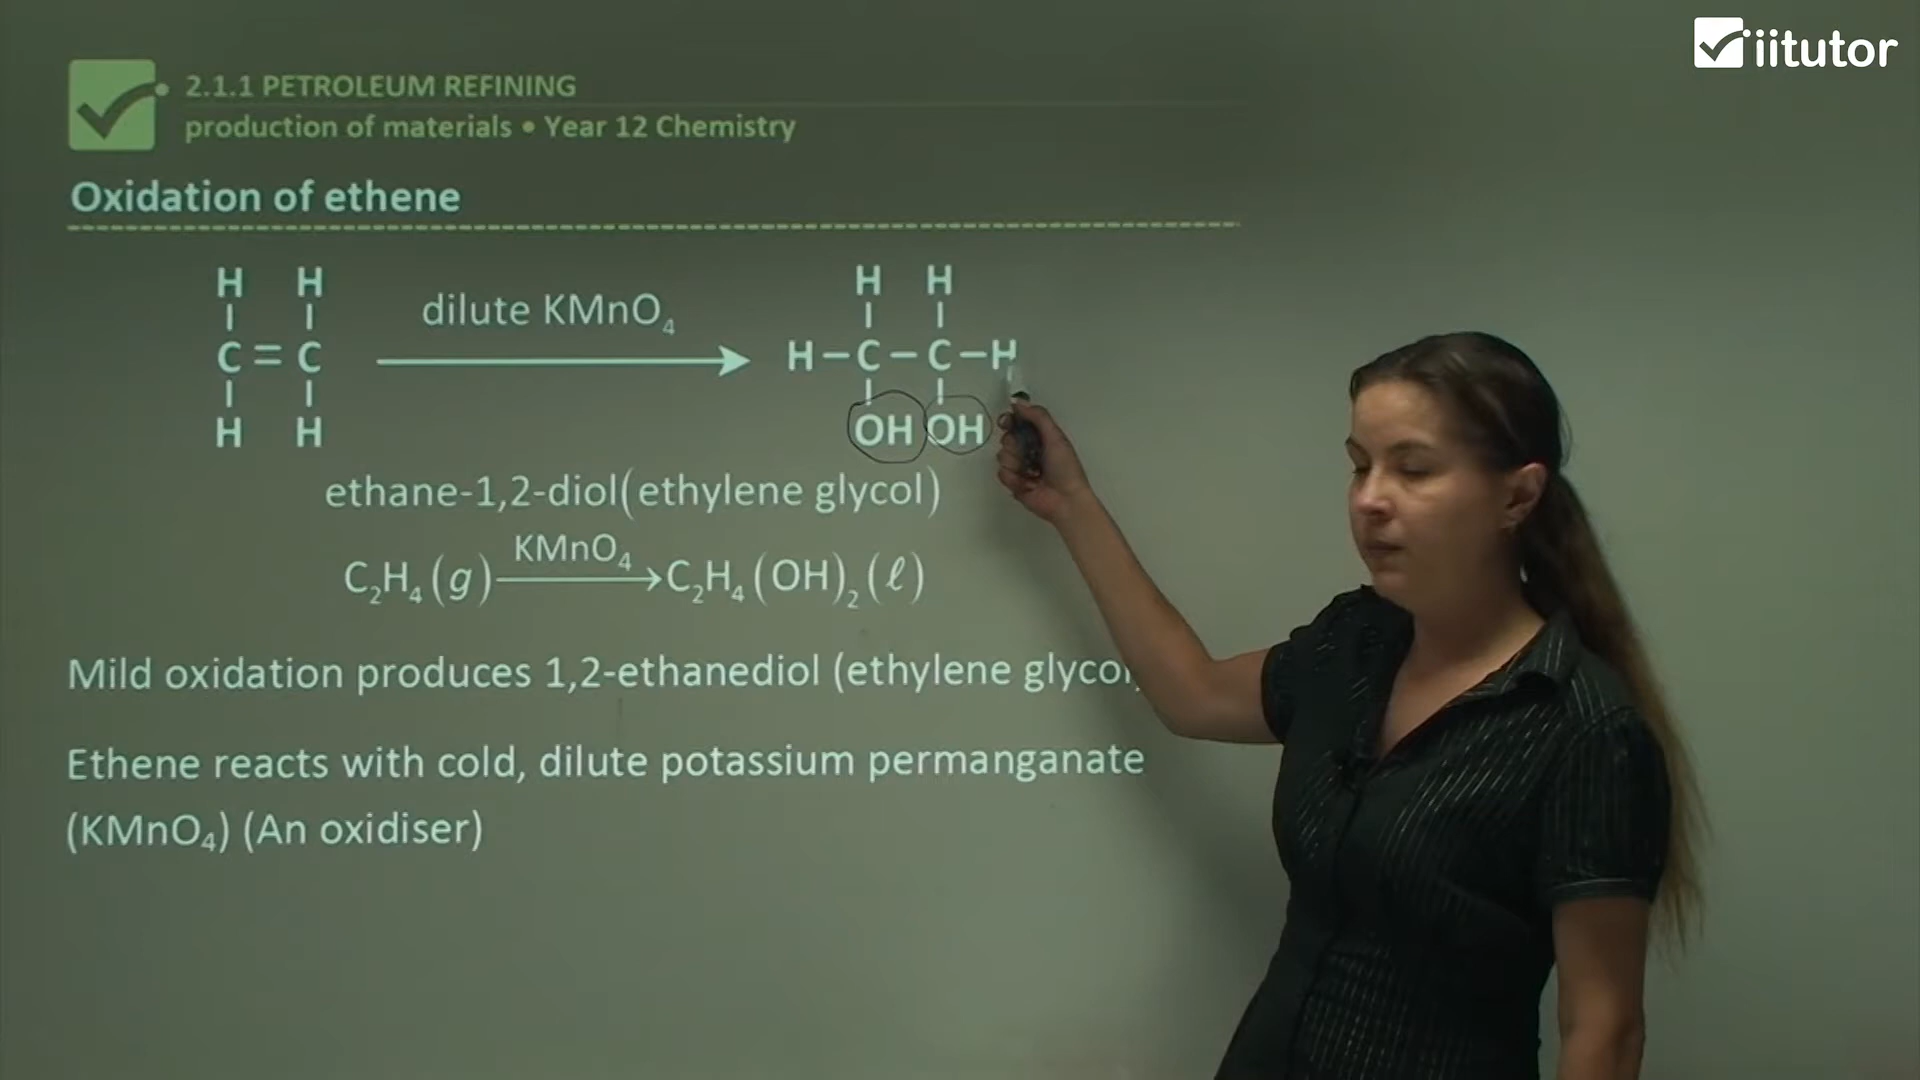 iitutor
2.1.1 PETROLEUM REFINING
production of materials • Year 12 Chemistry
Oxidation of ethene
H H H H
dilute KMnO₄
C=C H–C–C–H
H H OH OH
ethane-1,2-diol(ethylene glycol)
KMnO₄
C₂H₄(g) → C₂H₄(OH)₂(ℓ)
Mild oxidation produces 1,2-ethanediol (ethylene glycol
Ethene reacts with cold, dilute potassium permanganate
(KMnO₄) (An oxidiser)